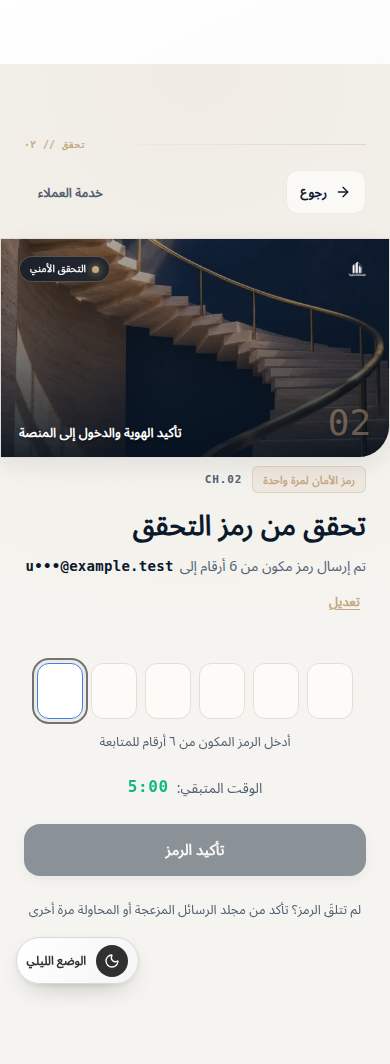 تحقق // ٠٢
رجوع
خدمة العملاء
التحقق الأمني
02
تأكيد الهوية والدخول إلى المنصة
رمز الأمان لمرة واحدة
CH.02
تحقق من رمز التحقق
تم إرسال رمز مكون من 6 أرقام إلى u•••@example.test
تعديل
أدخل الرمز المكون من ٦ أرقام للمتابعة
الوقت المتبقي: 5:00
تأكيد الرمز
لم تتلقَ الرمز؟ تأكد من مجلد الرسائل المزعجة أو المحاولة مرة أخرى
الوضع الليلي